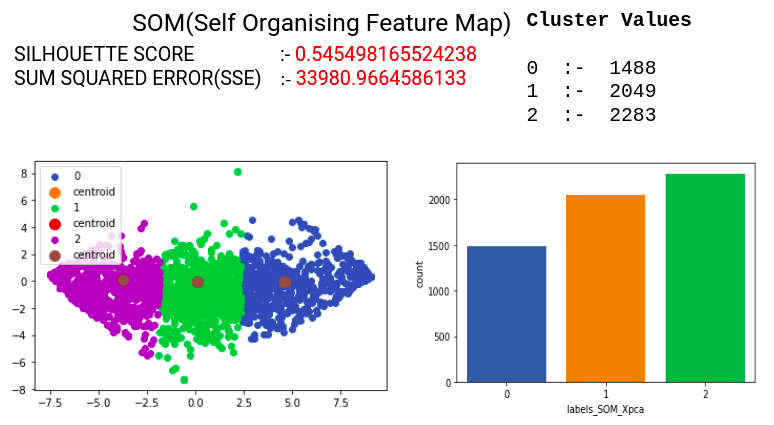 SOM(Self Organising Feature Map)
SILHOUETTE SCORE :- 0.545498165524238
SUM SQUARED ERROR(SSE) :- 33980.9664586133
Cluster Values
0 :- 1488
1 :- 2049
2 :- 2283
0
centroid
1
centroid
2
centroid
8
6
4
2
0
−2
−4
−6
−8
−7.5 −5.0 −2.5 0.0 2.5 5.0 7.5
count
2000
1500
1000
500
0
0 1 2
labels_SOM_Xpca